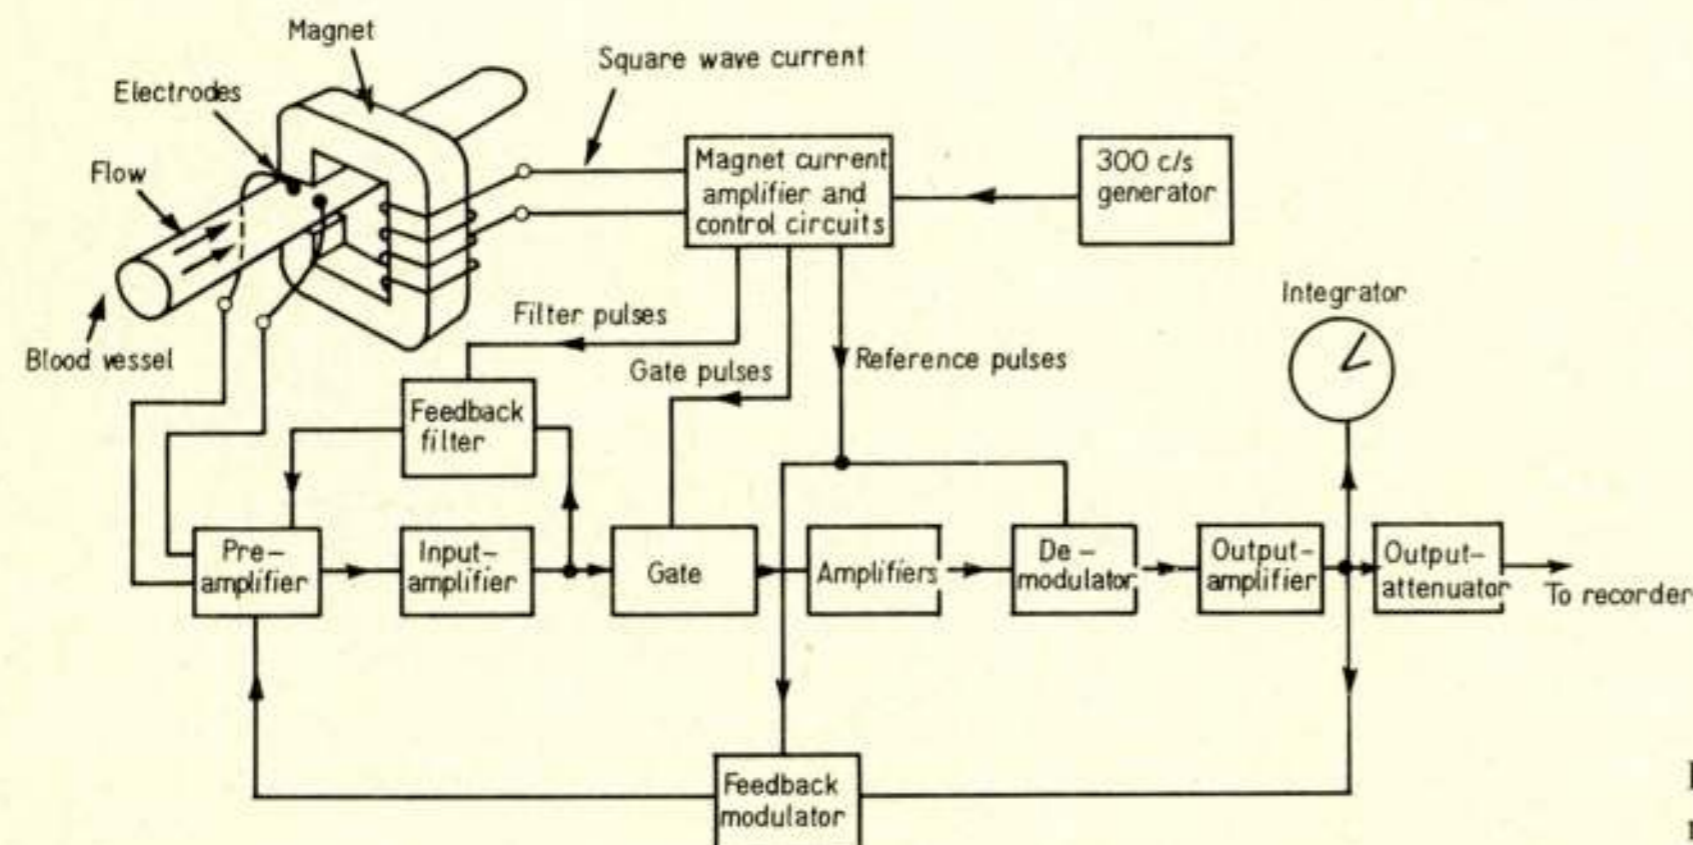 Magnet
Square wave current
Electrodes
Flow
Magnet current
amplifier and
control circuits
300 c/s
generator
Blood vessel
Filter pulses
Gate pulses
Reference pulses
Integrator
Feedback
filter
Pre-
amplifier
Input-
amplifier
Gate
Amplifiers
De-
modulator
Output-
amplifier
Output-
attenuator
To recorder
Feedback
modulator